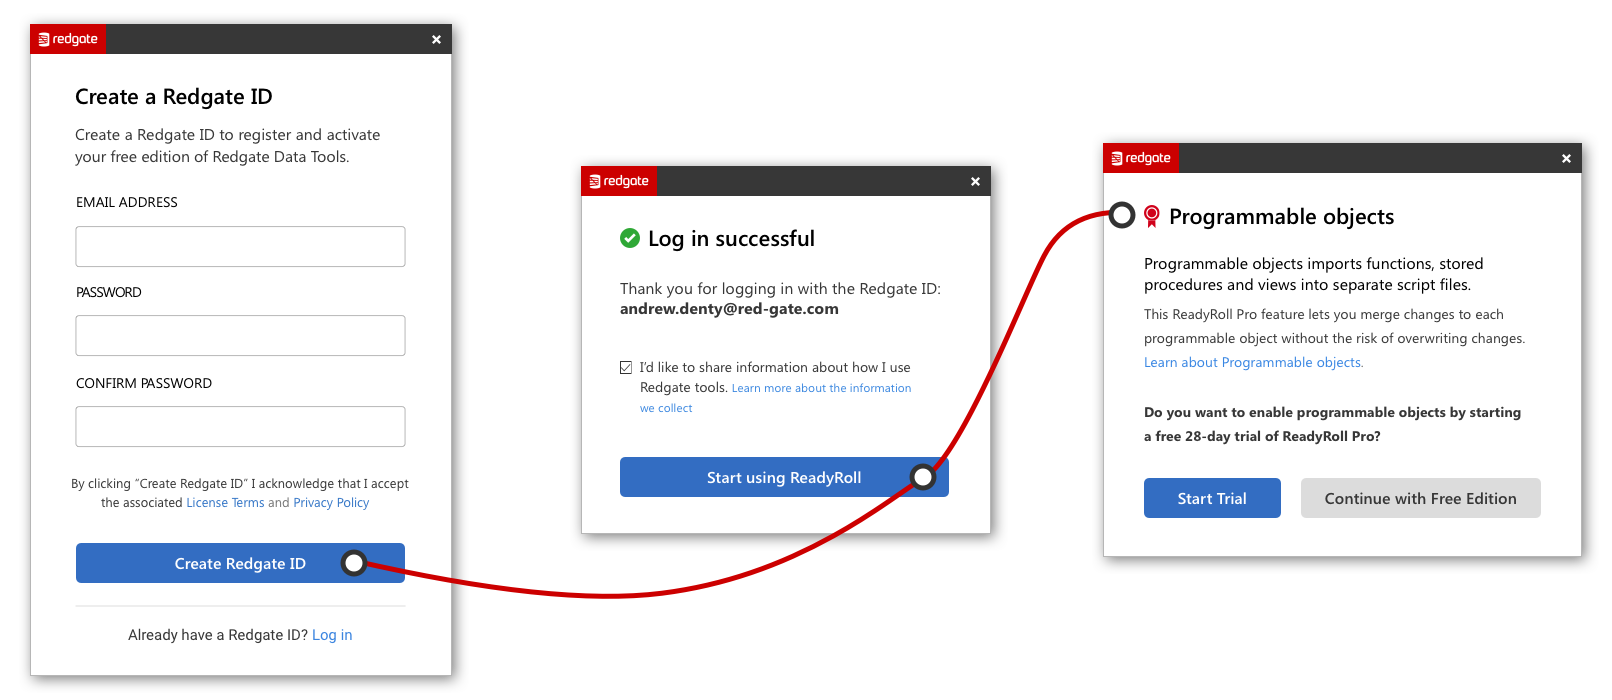 redgate
Create a Redgate ID
Create a Redgate ID to register and activate
your free edition of Redgate Data Tools.
EMAIL ADDRESS
PASSWORD
CONFIRM PASSWORD
By clicking “Create Redgate ID” I acknowledge that I accept
the associated License Terms and Privacy Policy
Create Redgate ID
Already have a Redgate ID? Log in
redgate
Log in successful
Thank you for logging in with the Redgate ID:
andrew.denty@red-gate.com
I’d like to share information about how I use
Redgate tools. Learn more about the information
we collect
Start using ReadyRoll
redgate
Programmable objects
Programmable objects imports functions, stored
procedures and views into separate script files.
This ReadyRoll Pro feature lets you merge changes to each
programmable object without the risk of overwriting changes.
Learn about Programmable objects.
Do you want to enable programmable objects by starting
a free 28-day trial of ReadyRoll Pro?
Start Trial
Continue with Free Edition